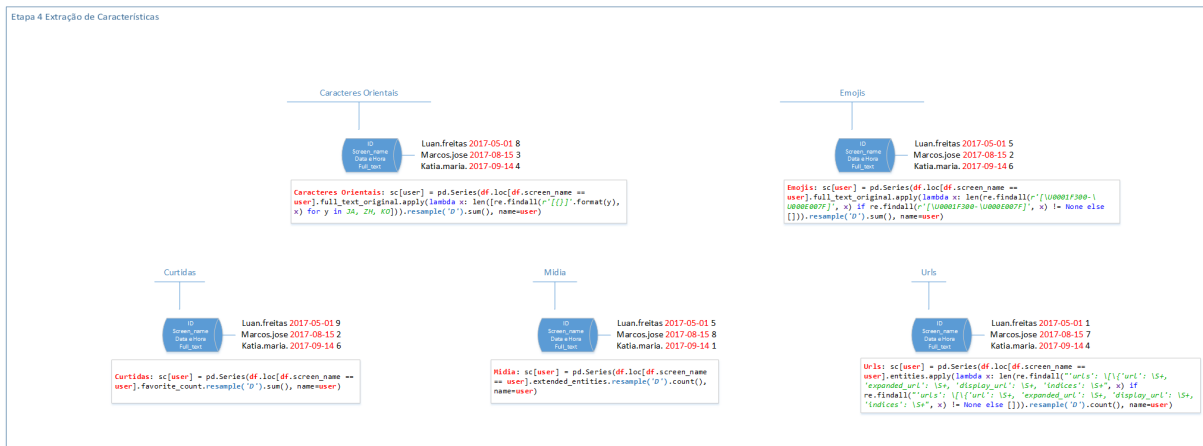 Etapa 4 Extração de Características
Caracteres Orientais
ID
Screen_name
Data e Hora
Full_text
Luan.freitas 2017-05-01 8
Marcos.jose 2017-08-15 3
Katia.maria. 2017-09-14 4
Caracteres Orientais: sc[user] = pd.Series(df.loc[df.screen_name ==
user].full_text_original.apply(lambda x: len([re.findall(r'[{}]'.format(y),
x) for y in JA, ZH, KO])).resample('D').sum(), name=user)
Emojis
ID
Screen_name
Data e Hora
Full_text
Luan.freitas 2017-05-01 5
Marcos.jose 2017-08-15 2
Katia.maria. 2017-09-14 6
Emojis: sc[user] = pd.Series(df.loc[df.screen_name ==
user].full_text_original.apply(lambda x: len(re.findall(r'[\U0001F300-\
U000E007F]', x) if re.findall(r'[\U0001F300-\U000E007F]', x) != None else
[])).resample('D').sum(), name=user)
Curtidas
ID
Screen_name
Data e Hora
Full_text
Luan.freitas 2017-05-01 9
Marcos.jose 2017-08-15 2
Katia.maria. 2017-09-14 6
Curtidas: sc[user] = pd.Series(df.loc[df.screen_name ==
user].favorite_count.resample('D').sum(), name=user)
Midia
ID
Screen_name
Data e Hora
Full_text
Luan.freitas 2017-05-01 5
Marcos.jose 2017-08-15 8
Katia.maria. 2017-09-14 1
Midia: sc[user] = pd.Series(df.loc[df.screen_name
== user].extended_entities.resample('D').count(),
name=user)
Urls
ID
Screen_name
Data e Hora
Full_text
Luan.freitas 2017-05-01 1
Marcos.jose 2017-08-15 7
Katia.maria. 2017-09-14 4
Urls: sc[user] = pd.Series(df.loc[df.screen_name ==
user].entities.apply(lambda x: len(re.findall("'urls': \[\{'url': \S+,
'expanded_url': \S+, 'display_url': \S+, 'indices': \S+", x) if
re.findall("'urls': \[\{'url': \S+, 'expanded_url': \S+, 'display_url': \S+,
'indices': \S+", x) != None else [])).resample('D').count(), name=user)